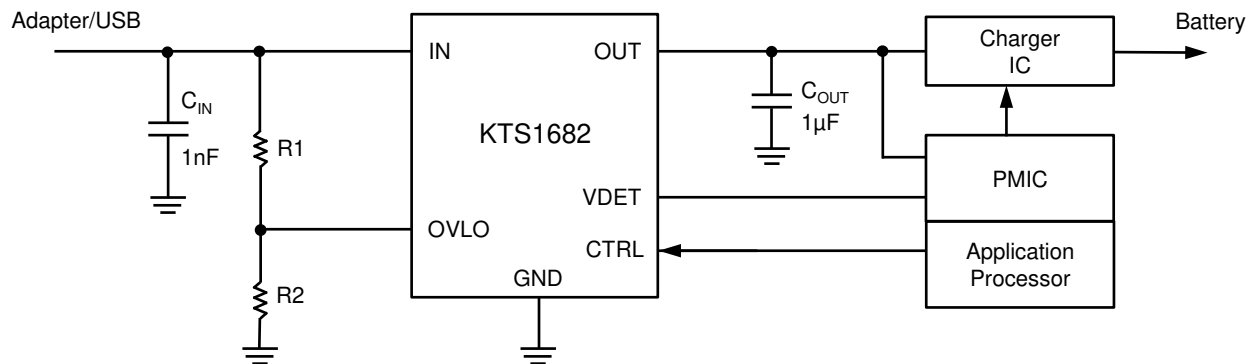 Adapter/USB
Battery
IN
OUT
Charger
IC
C_IN
1nF
C_OUT
1µF
KTS1682
R1
PMIC
VDET
OVLO
CTRL
Application
Processor
GND
R2